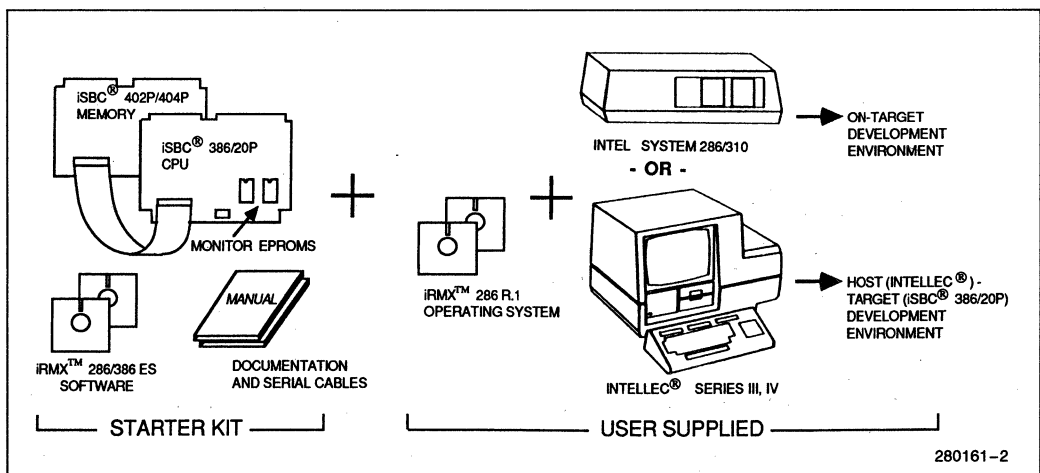 iSBC® 402P/404P
MEMORY
iSBC® 386/20P
CPU
MONITOR EPROMS
iRMX™ 286/386 ES
SOFTWARE
MANUAL
DOCUMENTATION
AND SERIAL CABLES
STARTER KIT
+
iRMX™ 286 R.1
OPERATING SYSTEM
+
INTEL SYSTEM 286/310
- OR -
INTELLEC® SERIES III, IV
ON-TARGET
DEVELOPMENT
ENVIRONMENT
HOST (INTELLEC®) -
TARGET (iSBC® 386/20P)
DEVELOPMENT
ENVIRONMENT
USER SUPPLIED
280161-2